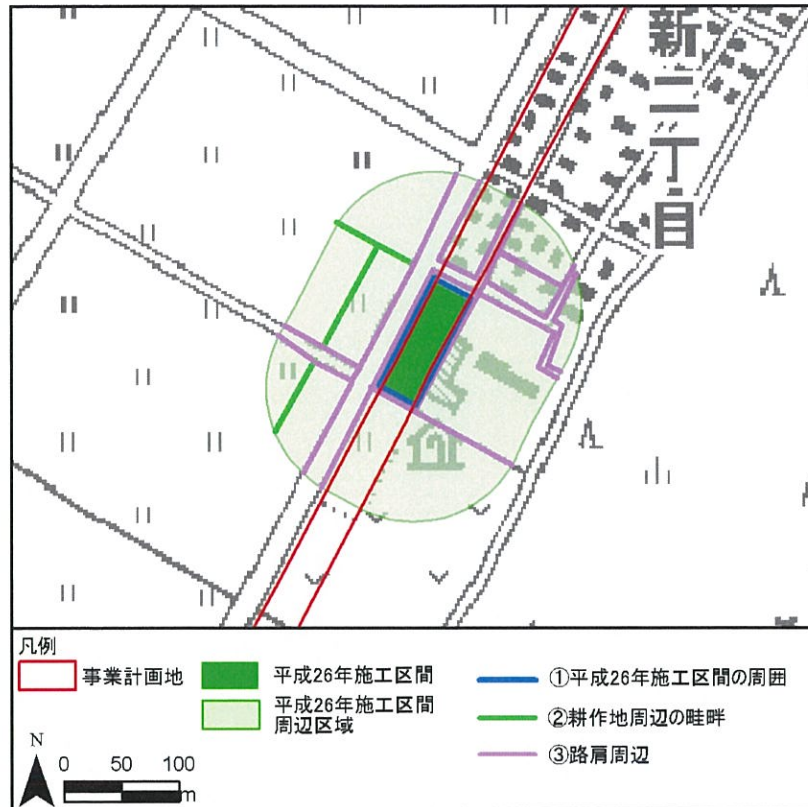 新二丁目
凡例
事業計画地
平成26年施工区間
平成26年施工区間
周辺区域
①平成26年施工区間の周囲
②耕作地周辺の畦畔
③路肩周辺
N
0 50 100
m